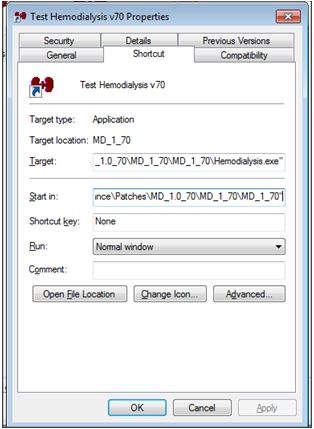 Test Hemodialysis v70 Properties
Security Details Previous Versions
General Shortcut Compatibility
Test Hemodialysis v70
Target type: Application
Target location: MD_1_70
Target: _1.0_70\MD_1_70\MD_1_70\Hemodialysis.exe"
Start in: ince\Patches\MD_1.0_70\MD_1_70\MD_1_70"
Shortcut key: None
Run: Normal window
Comment:
Open File Location Change Icon... Advanced...
OK Cancel Apply